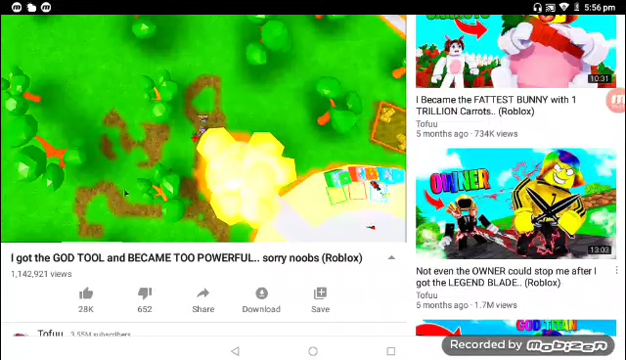 5:56 pm
I got the GOD TOOL and BECAME TOO POWERFUL.. sorry noobs (Roblox)
1,142,921 views
28K
652
Share
Download
Save
Tofuu 3.55M subscribers
10:31
I Became the FATTEST BUNNY with 1
TRILLION Carrots.. (Roblox)
Tofuu
5 months ago · 734K views
OWNER
13:03
Not even the OWNER could stop me after I
got the LEGEND BLADE.. (Roblox)
Tofuu
5 months ago · 1.7M views
Recorded by
mobizen